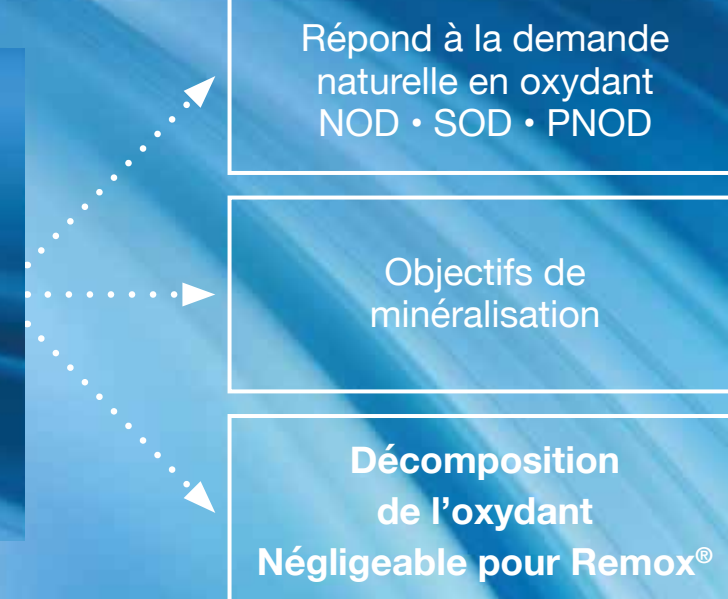 Répond à la demande
naturelle en oxydant
NOD • SOD • PNOD
Objectifs de
minéralisation
Décomposition
de l’oxydant
Négligeable pour Remox®